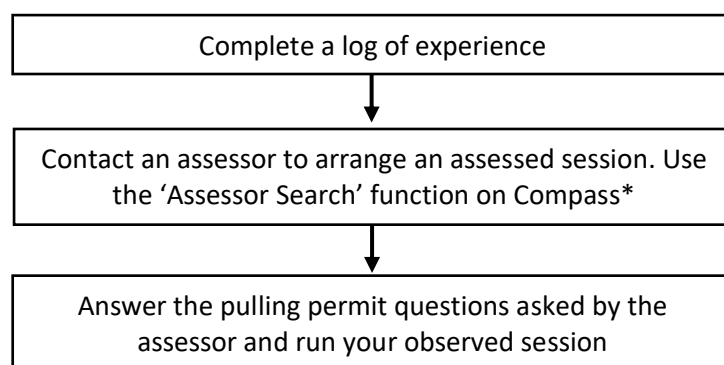 Complete a log of experience
Contact an assessor to arrange an assessed session. Use
the ‘Assessor Search’ function on Compass*
Answer the pulling permit questions asked by the
assessor and run your observed session